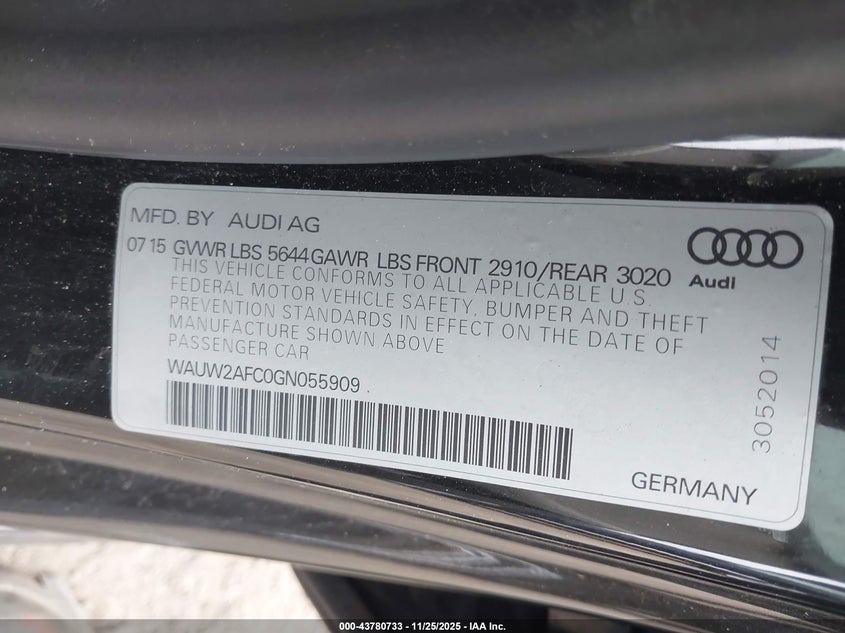 MFD. BY AUDI AG
07 15 GVWR LBS 5644 GAWR LBS FRONT 2910/REAR 3020
THIS VEHICLE CONFORMS TO ALL APPLICABLE U.S.
FEDERAL MOTOR VEHICLE SAFETY, BUMPER AND THEFT
PREVENTION STANDARDS IN EFFECT ON THE DATE OF
MANUFACTURE SHOWN ABOVE
PASSENGER CAR
WAUW2AFC0GN055909
Audi
3052014
GERMANY
000-43780733 - 11/25/2025 - IAA Inc.